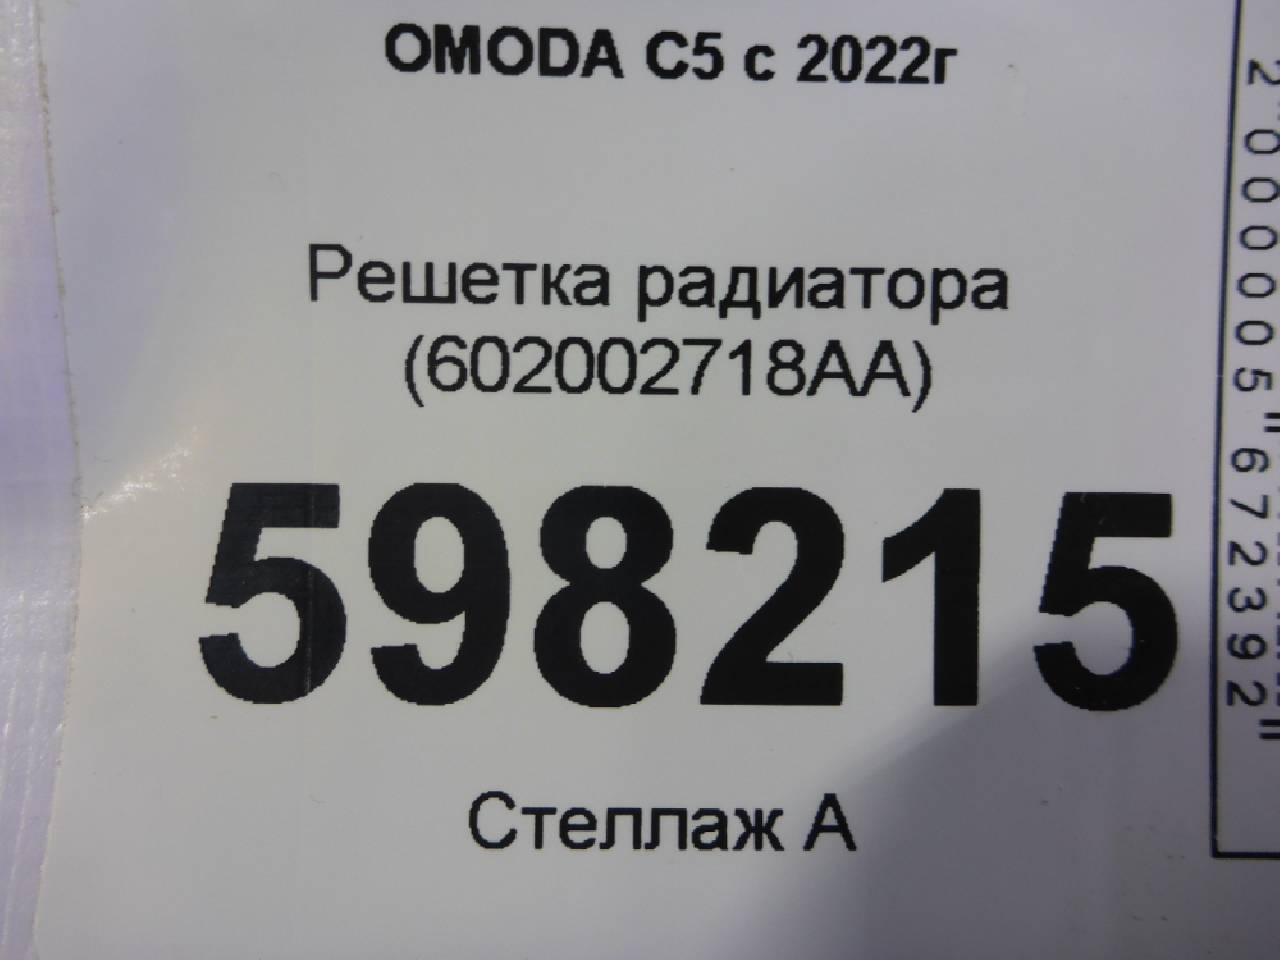 OMODA C5 с 2022г
Решетка радиатора
(602002718AA)
598215
Стеллаж А
2000005672392